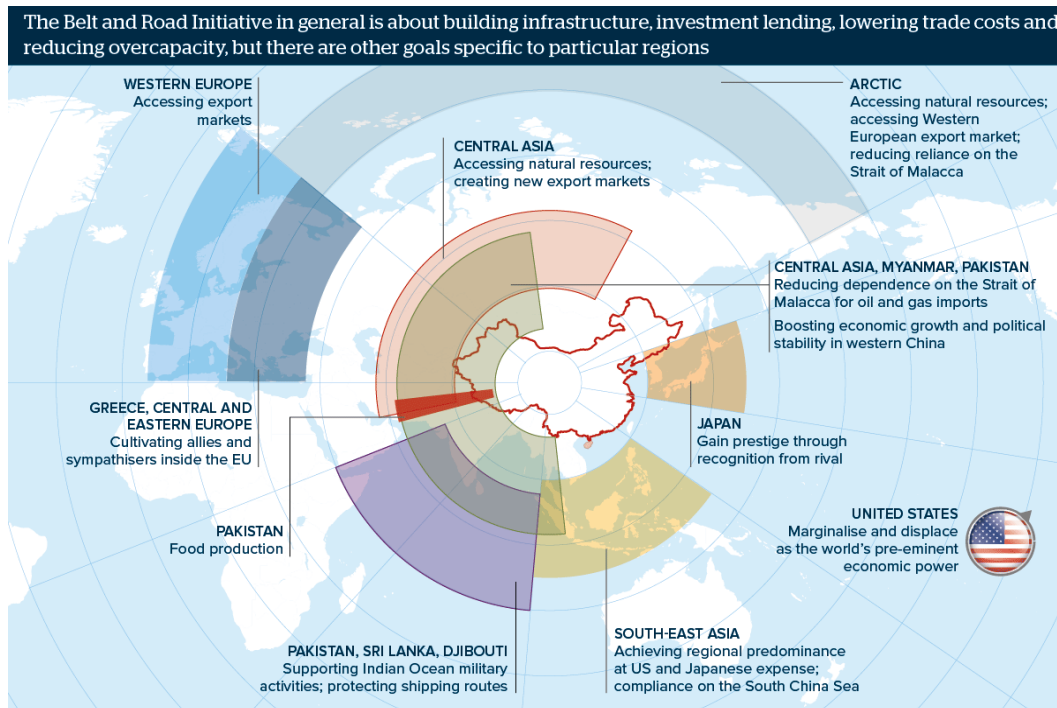 The Belt and Road Initiative in general is about building infrastructure, investment lending, lowering trade costs and
reducing overcapacity, but there are other goals specific to particular regions
WESTERN EUROPE
Accessing export
markets
ARCTIC
Accessing natural resources;
accessing Western
European export market;
reducing reliance on the
Strait of Malacca
CENTRAL ASIA
Accessing natural resources;
creating new export markets
CENTRAL ASIA, MYANMAR, PAKISTAN
Reducing dependence on the Strait of
Malacca for oil and gas imports
Boosting economic growth and political
stability in western China
GREECE, CENTRAL AND
EASTERN EUROPE
Cultivating allies and
sympathisers inside the EU
JAPAN
Gain prestige through
recognition from rival
PAKISTAN
Food production
UNITED STATES
Marginalise and displace
as the world's pre-eminent
economic power
PAKISTAN, SRI LANKA, DJIBOUTI
Supporting Indian Ocean military
activities; protecting shipping routes
SOUTH-EAST ASIA
Achieving regional predominance
at US and Japanese expense;
compliance on the South China Sea